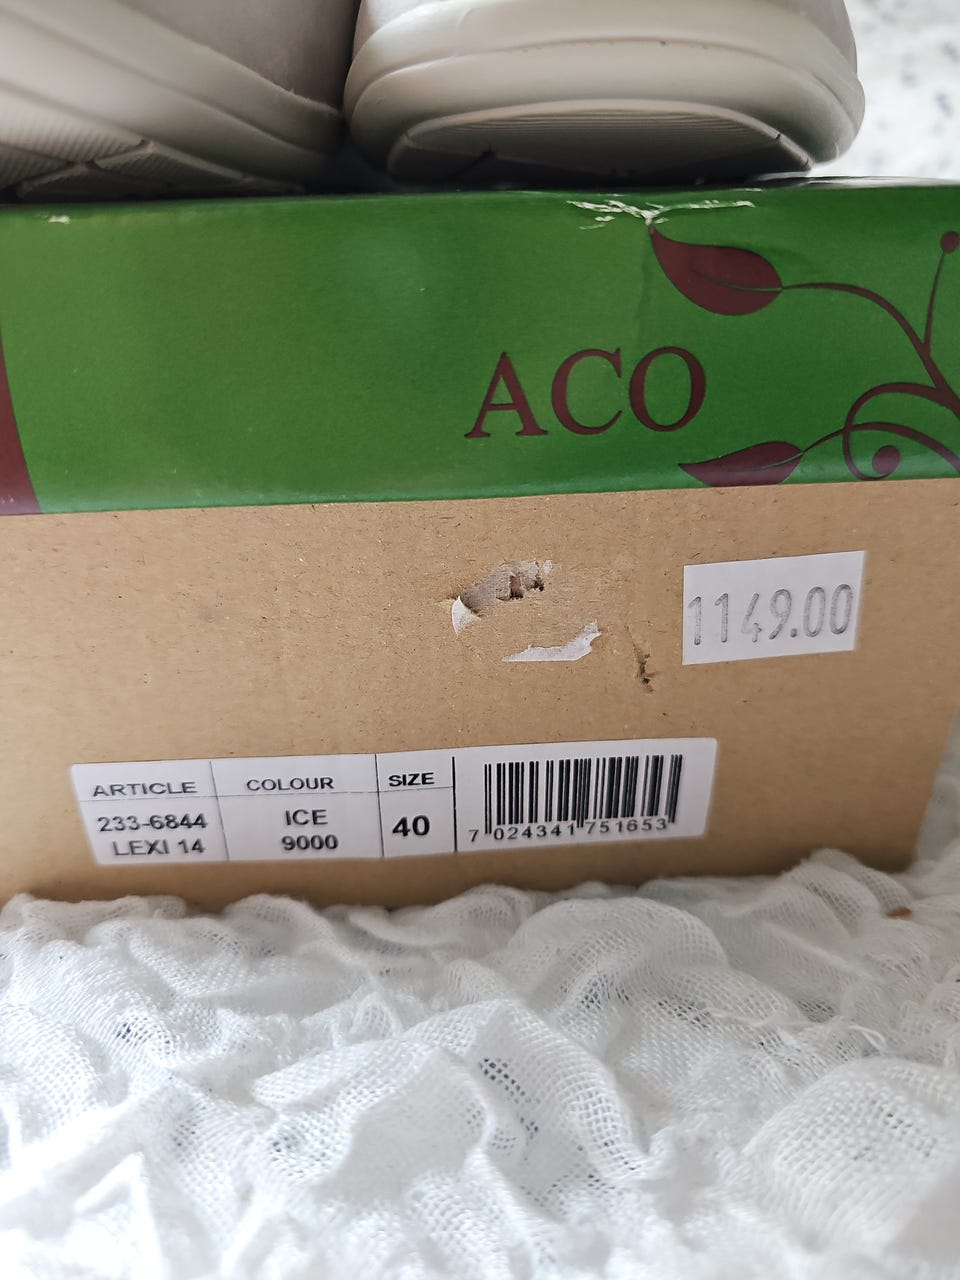 ACO
1149.00
ARTICLE COLOUR SIZE
233-6844 ICE 40
LEXI 14 9000
7 024341 751653